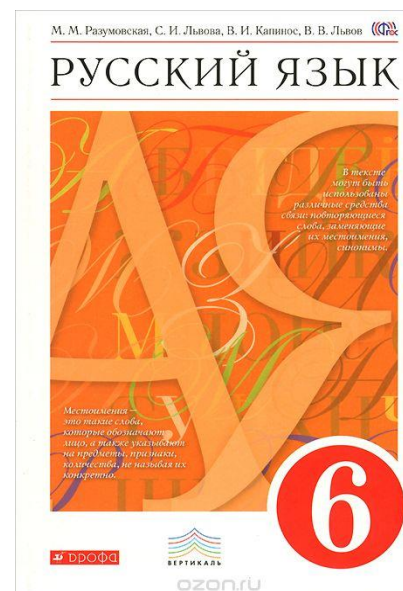 М. М. Разумовская, С. И. Львова, В. И. Капинос, В. В. Львов
ФГОС
РУССКИЙ ЯЗЫК
В тексте
могут быть
использованы
различные средства
связи: повторяющиеся
слова, заменяющие
их местоимения,
синонимы.
Местоимения –
это такие слова,
которые обозначают
лицо, а также указывают
на предметы, признаки,
количества, не называя их
конкретно.
6
дрофа
ВЕРТИКАЛЬ
ozon.ru